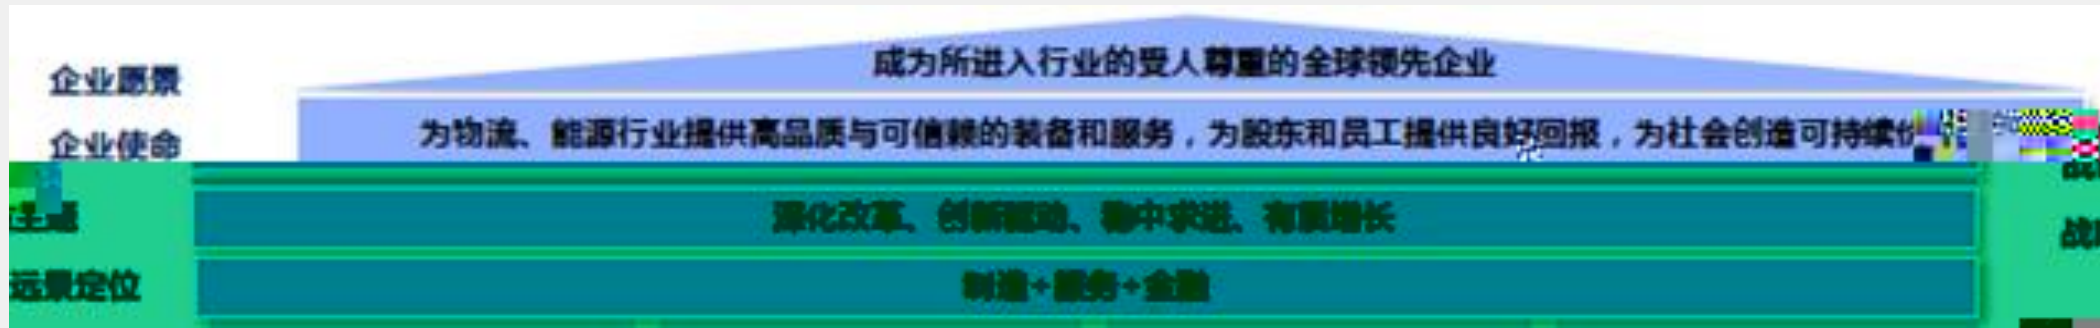 成为所进入行业的受人尊重的全球领先企业
企业愿景
为物流、能源行业提供高品质与可信赖的装备和服务，为股东和员工提供良好回报，为社会创造可持续价
企业使命
主题
深化改革、创新驱动、稳中求进、有质增长
战
远景定位
制造+服务+金融